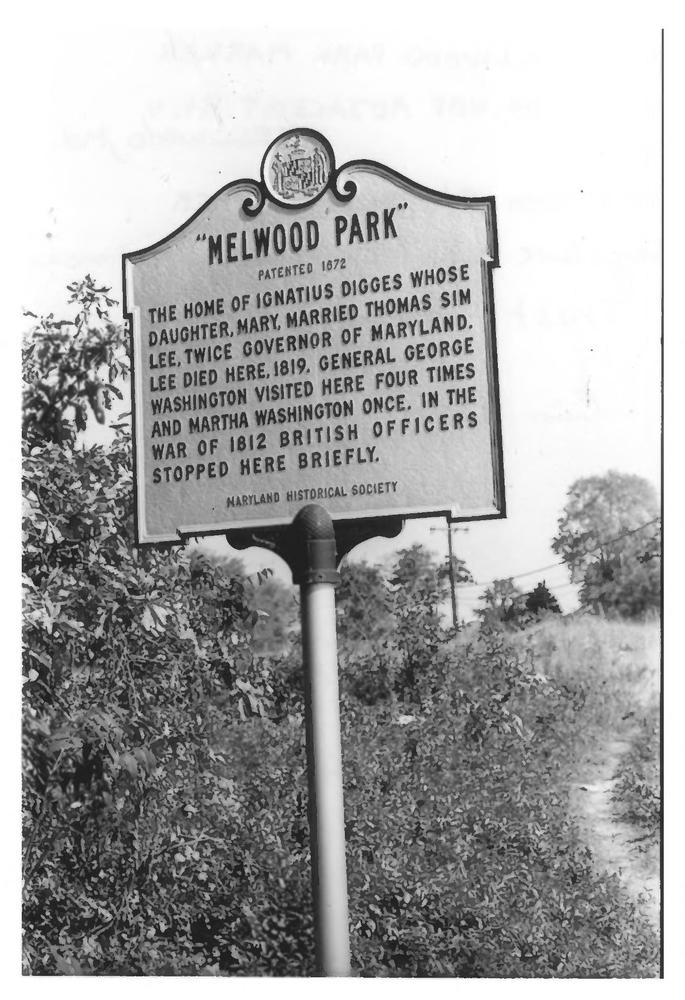 "MELWOOD PARK"
PATENTED 1672
THE HOME OF IGNATIUS DIGGES WHOSE
DAUGHTER, MARY, MARRIED THOMAS SIM
LEE, TWICE GOVERNOR OF MARYLAND.
LEE DIED HERE, 1819. GENERAL GEORGE
WASHINGTON VISITED HERE FOUR TIMES
AND MARTHA WASHINGTON ONCE. IN THE
WAR OF 1812 BRITISH OFFICERS
STOPPED HERE BRIEFLY.
MARYLAND HISTORICAL SOCIETY